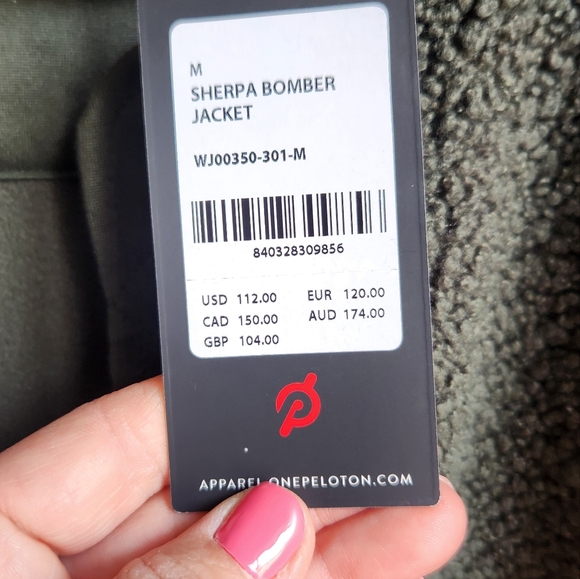 M
SHERPA BOMBER
JACKET
WJ00350-301-M
840328309856
USD 112.00 EUR 120.00
CAD 150.00 AUD 174.00
GBP 104.00
APPAREL.ONEPELOTON.COM